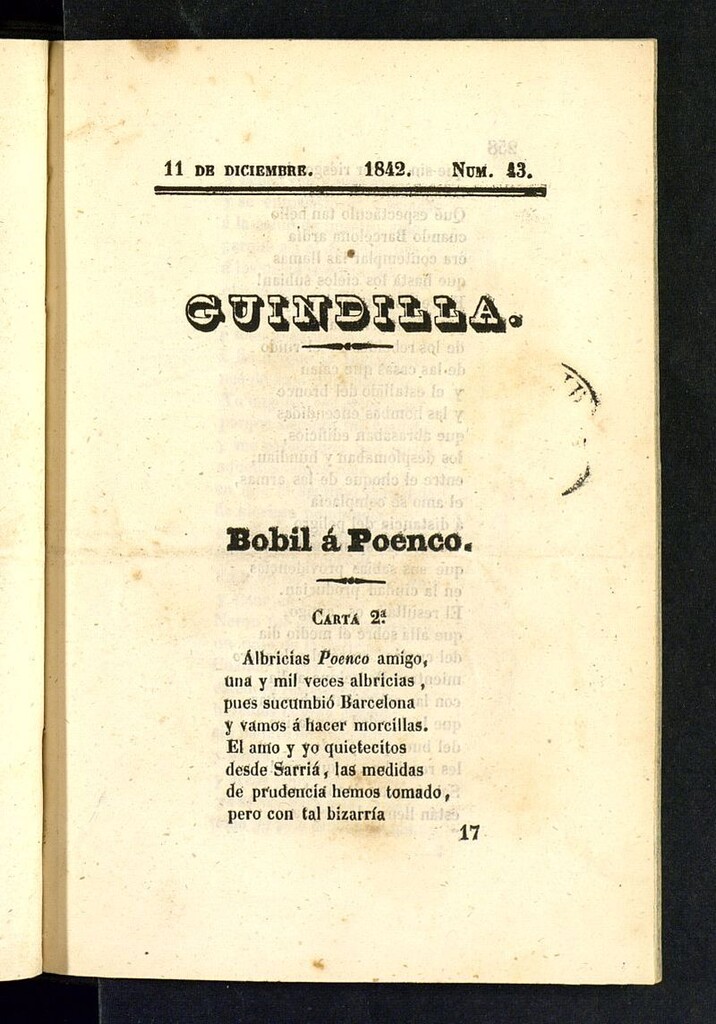 11 DE DICIEMBRE. 1842. NUM. 43.
GUINDILLA.
Bobil á Poenco.
CARTA 2ª
Albricias Poenco amigo,
una y mil veces albricias,
pues sucumbió Barcelona
y vamos á hacer morcillas.
El amo y yo quietecitos
desde Sarriá, las medidas
de prudencia hemos tomado,
pero con tal bizarría
17